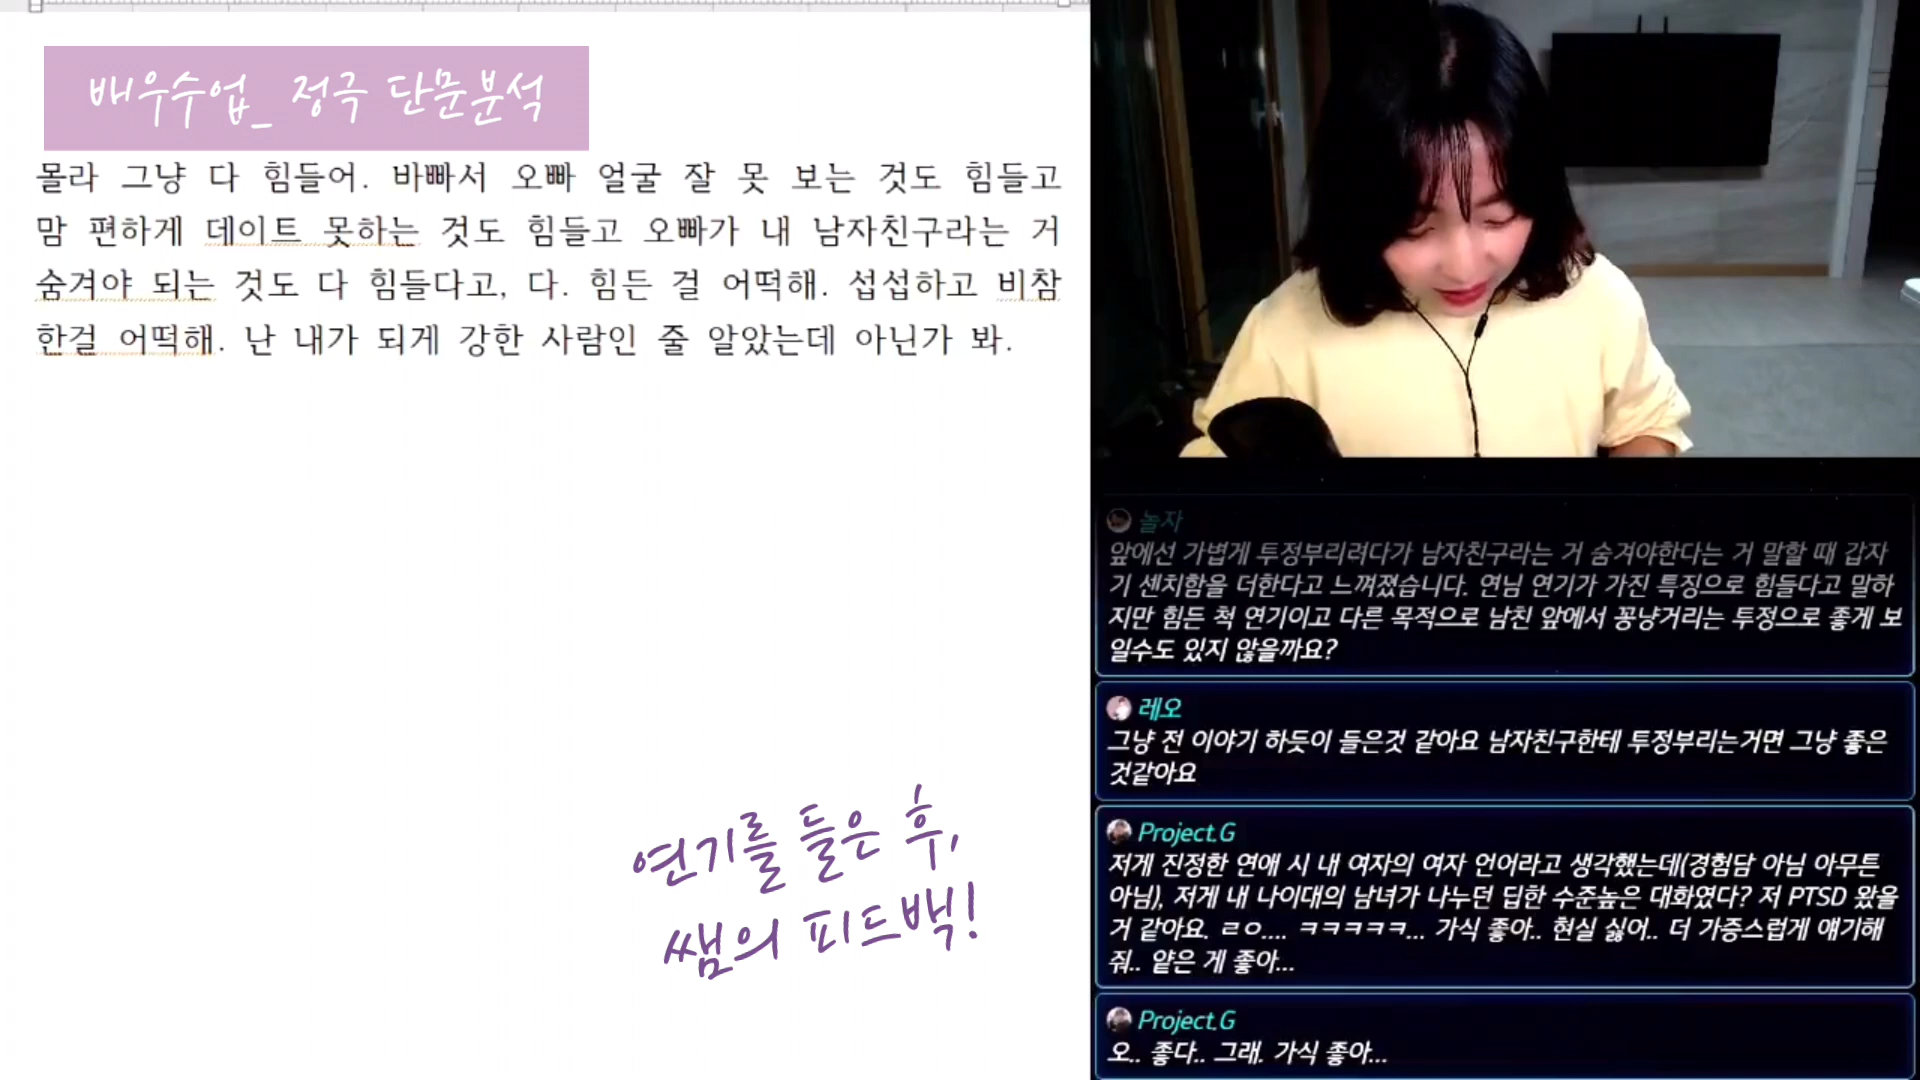 배우수업_ 정극 단문분석
몰라 그냥 다 힘들어. 바빠서 오빠 얼굴 잘 못 보는 것도 힘들고
맘 편하게 데이트 못하는 것도 힘들고 오빠가 내 남자친구라는 거
숨겨야 되는 것도 다 힘들다고, 다. 힘든 걸 어떡해. 섭섭하고 비참
한걸 어떡해. 난 내가 되게 강한 사람인 줄 알았는데 아닌가 봐.
연기를 들은 후,
쌤의 피드백!
놀자
앞에선 가볍게 투정부리려다가 남자친구라는 거 숨겨야한다는 거 말할 때 갑자
기 센치함을 더한다고 느껴졌습니다. 연님 연기가 가진 특징으로 힘들다고 말하
지만 힘든 척 연기이고 다른 목적으로 남친 앞에서 꽁냥거리는 투정으로 좋게 보
일수도 있지 않을까요?
레오
그냥 전 이야기 하듯이 들은것 같아요 남자친구한테 투정부리는거면 그냥 좋은
것같아요
Project.G
저게 진정한 연애 시 내 여자의 여자 언어라고 생각했는데(경험담 아님 아무튼
아님), 저게 내 나이대의 남녀가 나누던 딥한 수준높은 대화였다? 저 PTSD 왔을
거 같아요. ㄹㅇ.... ㅋㅋㅋㅋㅋ... 가식 좋아.. 현실 싫어.. 더 가증스럽게 얘기해
줘.. 얕은 게 좋아...
Project.G
오.. 좋다.. 그래. 가식 좋아...